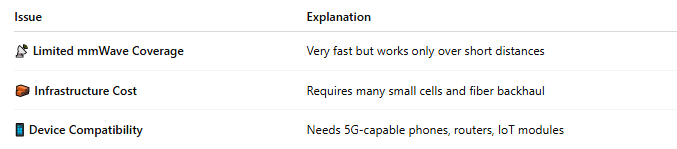 Issue Explanation
📡 Limited mmWave Coverage Very fast but works only over short distances
🧱 Infrastructure Cost Requires many small cells and fiber backhaul
📱 Device Compatibility Needs 5G-capable phones, routers, IoT modules